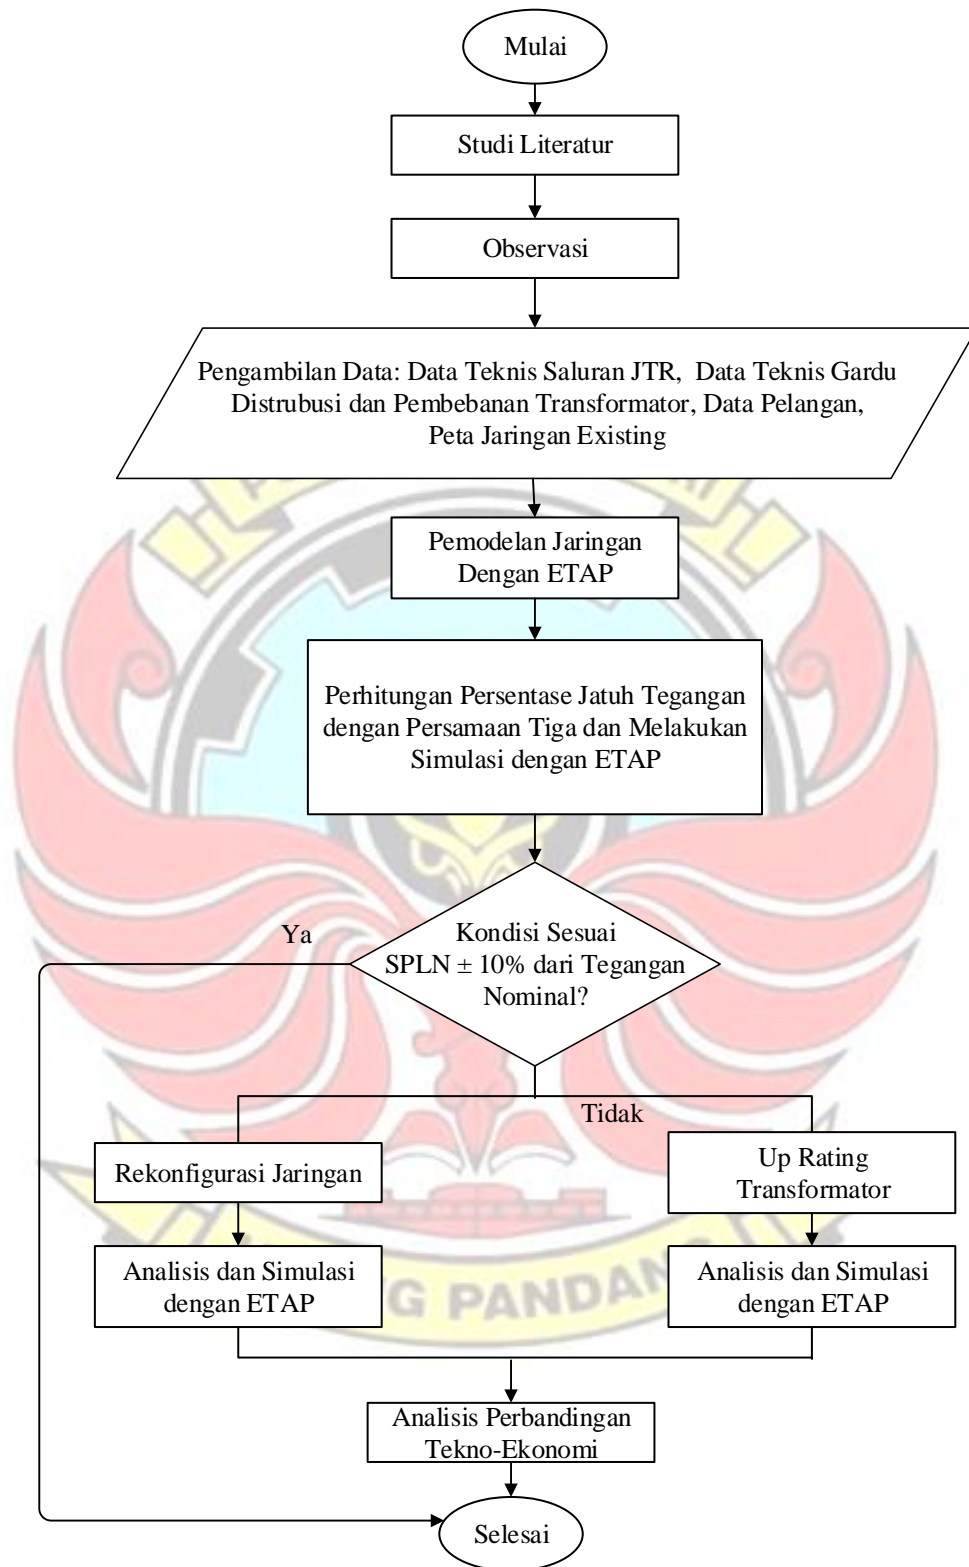 Mulai
Studi Literatur
Observasi
Pengambilan Data: Data Teknis Saluran JTR, Data Teknis Gardu
Distrubusi dan Pembebanan Transformator, Data Pelangan,
Peta Jaringan Existing
Pemodelan Jaringan
Dengan ETAP
Perhitungan Persentase Jatuh Tegangan
dengan Persamaan Tiga dan Melakukan
Simulasi dengan ETAP
Ya
Kondisi Sesuai
SPLN ± 10% dari Tegangan
Nominal?
Tidak
Rekonfigurasi Jaringan
Up Rating
Transformator
Analisis dan Simulasi
dengan ETAP
Analisis dan Simulasi
dengan ETAP
G PANDAN
Analisis Perbandingan
Tekno-Ekonomi
Selesai